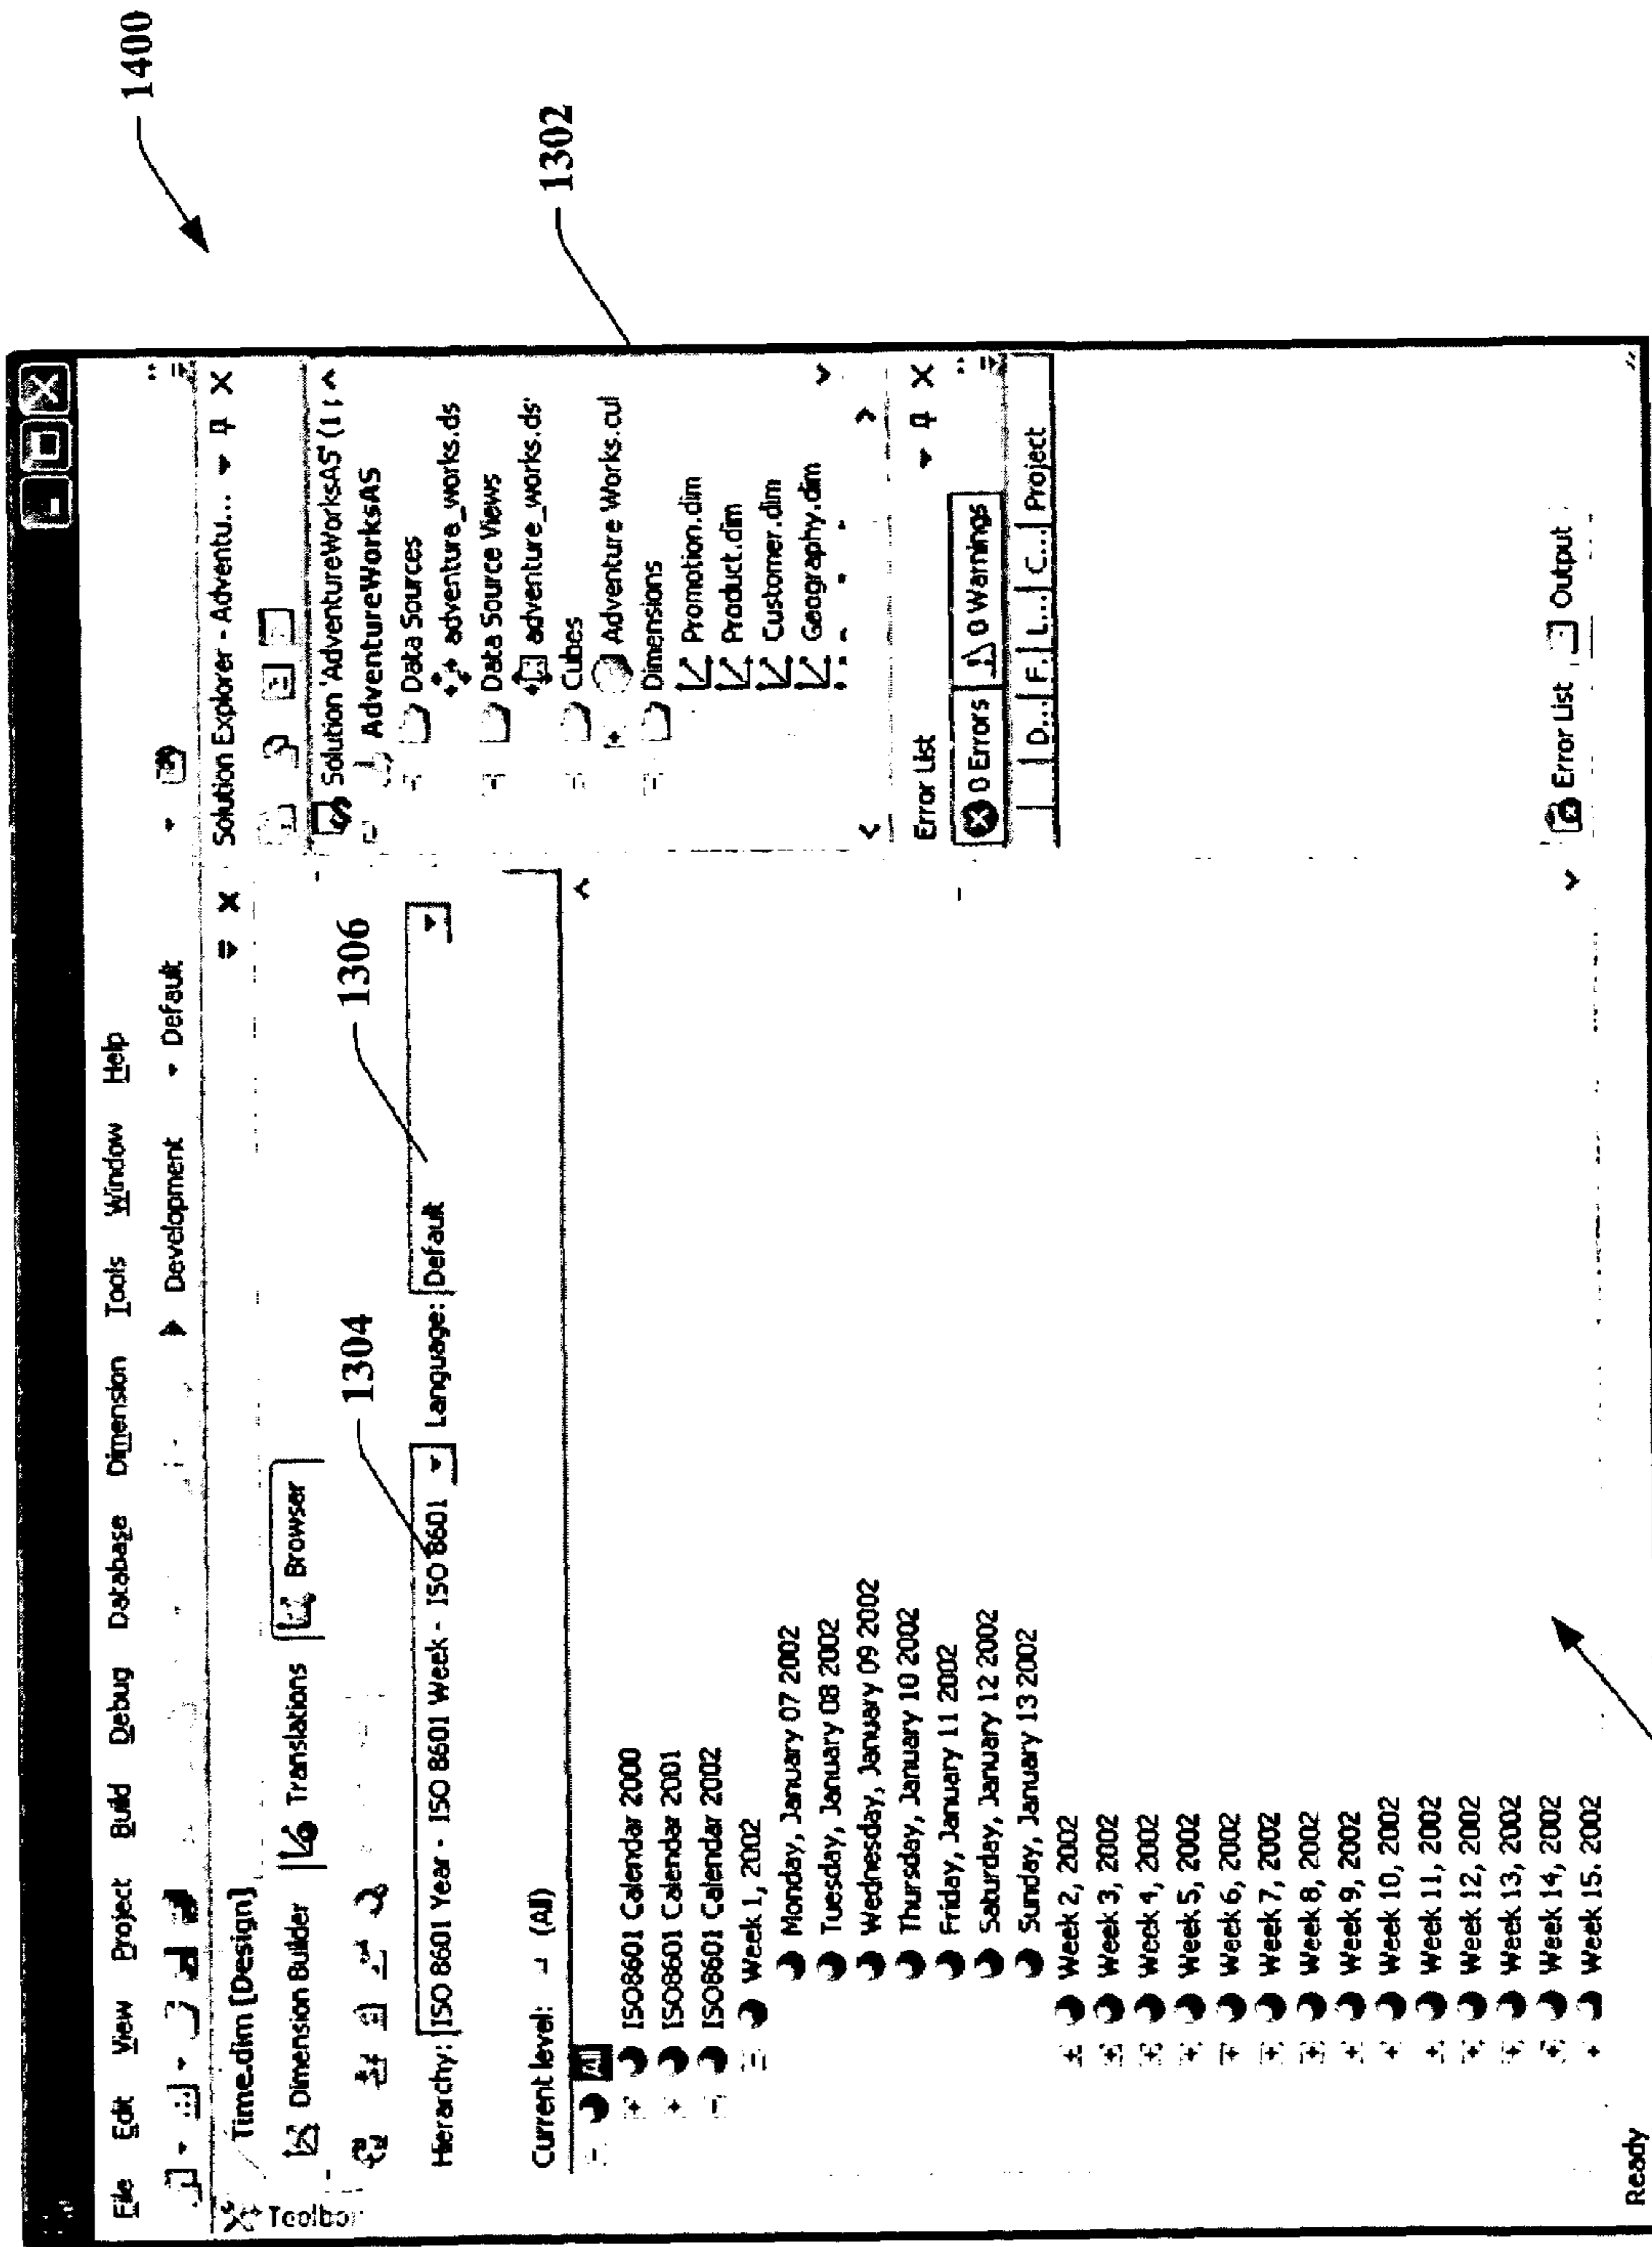 1400
1302
File Edit View Project Build Debug Database Dimension Tools Window Help
Development Default
Time.dim [Design]
Toolbox
Dimension Builder Translations Browser
1304
1306
Hierarchy: ISO 8601 Year - ISO 8601 Week - ISO 8601 Language: Default
Current level: (All)
All
ISO8601 Calendar 2000
ISO8601 Calendar 2001
ISO8601 Calendar 2002
Week 1, 2002
Monday, January 07 2002
Tuesday, January 08 2002
Wednesday, January 09 2002
Thursday, January 10 2002
Friday, January 11 2002
Saturday, January 12 2002
Sunday, January 13 2002
Week 2, 2002
Week 3, 2002
Week 4, 2002
Week 5, 2002
Week 6, 2002
Week 7, 2002
Week 8, 2002
Week 9, 2002
Week 10, 2002
Week 11, 2002
Week 12, 2002
Week 13, 2002
Week 14, 2002
Week 15. 2002
Solution Explorer - Adventu...
Solution 'AdventureWorksAS' (1
AdventureWorksAS
Data Sources
adventure_works.ds
Data Source Views
adventure_works.ds
Cubes
Adventure Works.cul
Dimensions
Promotion.dim
Product.dim
Customer.dim
Geography.dim
Error List
0 Errors 0 Warnings
D... F. L... C... Project
Error List Output
Ready